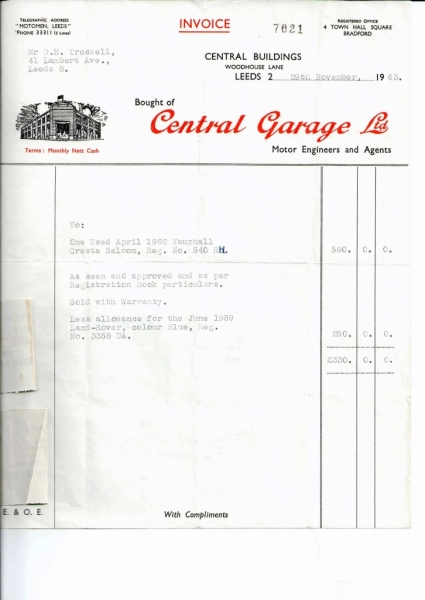 TELEGRAPHIC ADDRESS
"MOTOMEN, LEEDS"
'PHONE 33311 (5 LINES)
INVOICE
7021
REGISTERED OFFICE
4 TOWN HALL SQUARE
BRADFORD
Mr G.H. Trossell,
41 Lambert Ave.,
Leeds 8.
CENTRAL BUILDINGS
WOODHOUSE LANE
LEEDS 2 29th November, 1963.
Bought of
Central Garage Ltd
Motor Engineers and Agents
Terms: Monthly Nett Cash
To:
One Used April 1962 Vauxhall
Cresta Saloon, Reg. No. 540 H. 580. 0. 0.
As seen and approved and as per
Registration Book particulars.
Sold with Warranty.
Less allowance for the June 1959
Land-Rover, colour Blue, Reg.
No. 3358 UA. 250. 0. 0.
£330. 0. 0.
E. & O. E.
With Compliments